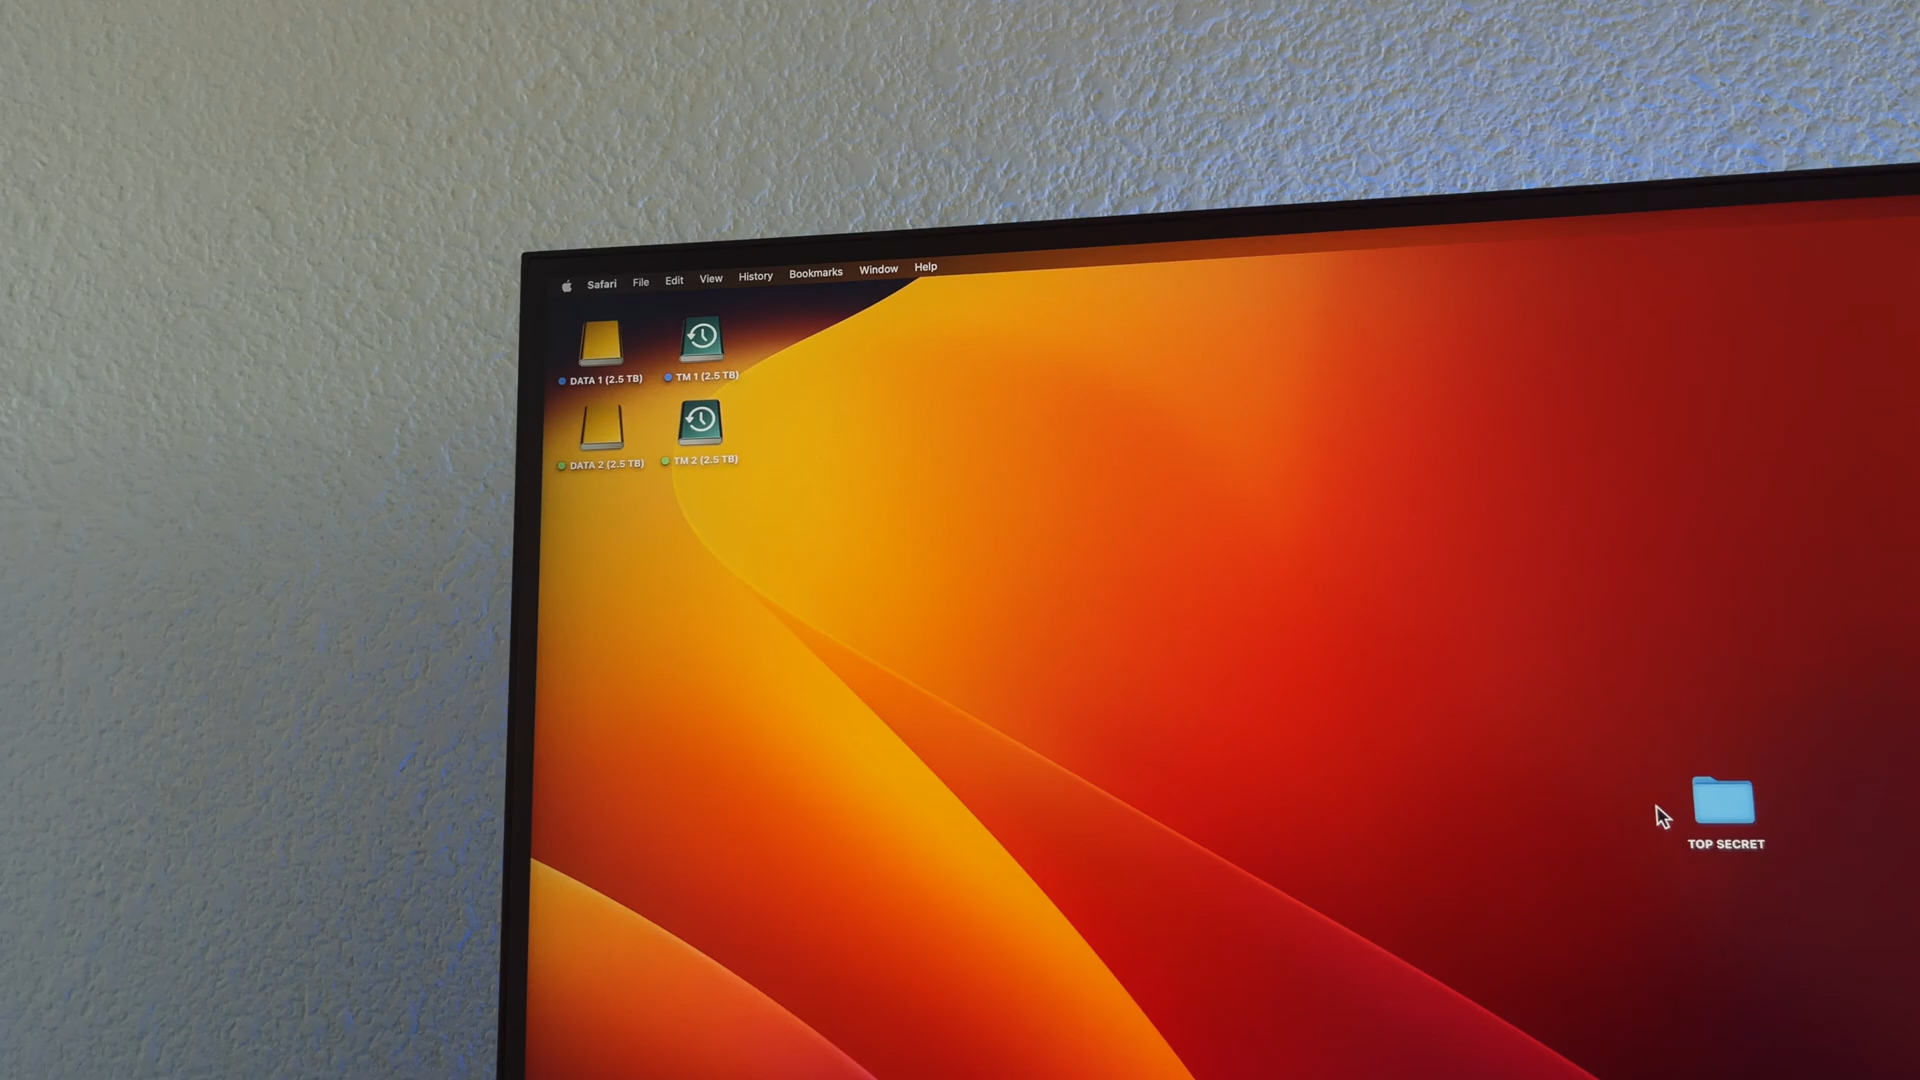 Safari File Edit View History Bookmarks Window Help
DATA 1 (2.5 TB) TM 1 (2.5 TB)
DATA 2 (2.5 TB) TM 2 (2.5 TB)
TOP SECRET